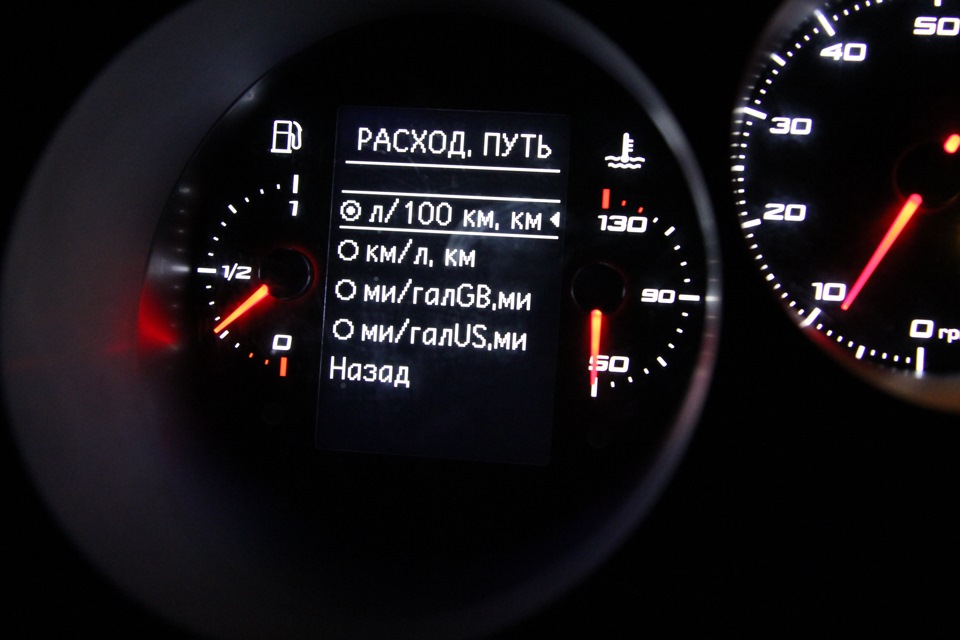 РАСХОД, ПУТЬ
л/100 км, км
км/л, км
ми/галGB,ми
ми/галUS,ми
Назад
1
1/2
0
130
90
50
50
40
30
20
10
0